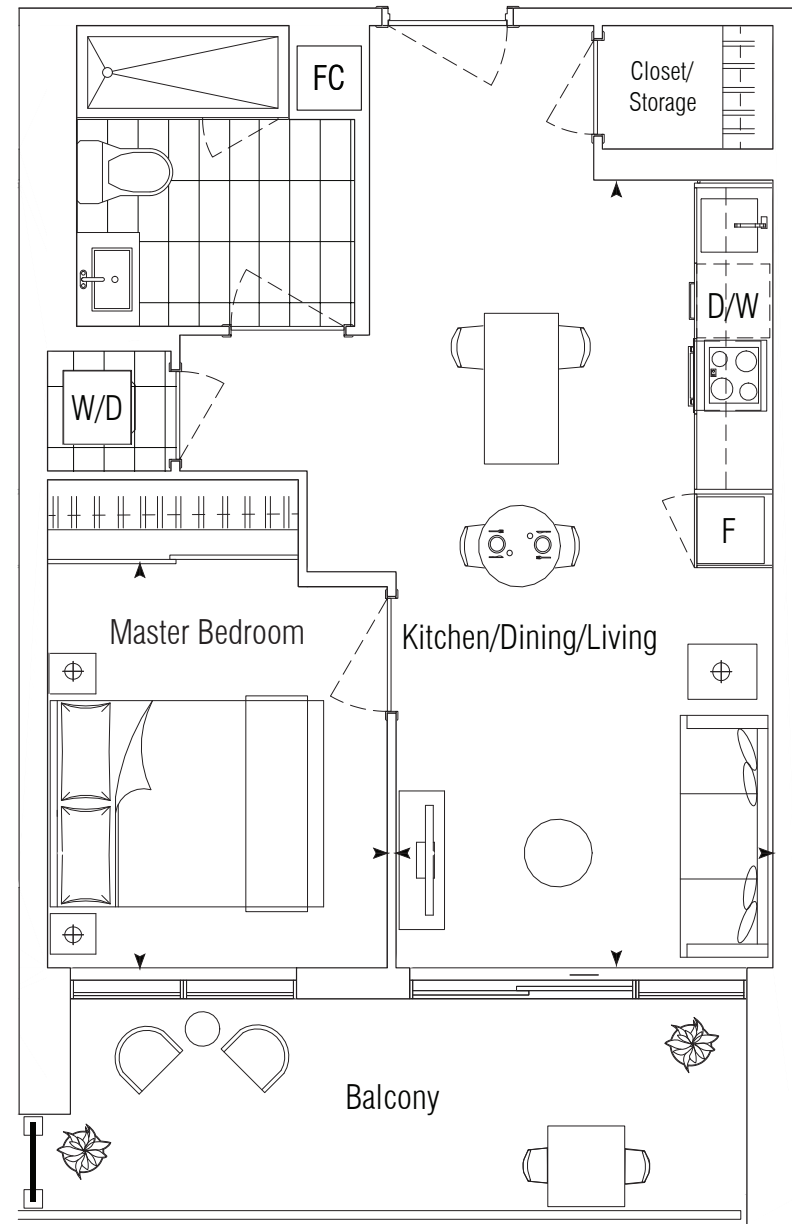 FC
Closet/
Storage
D/W
W/D
F
Master Bedroom
Kitchen/Dining/Living
Balcony